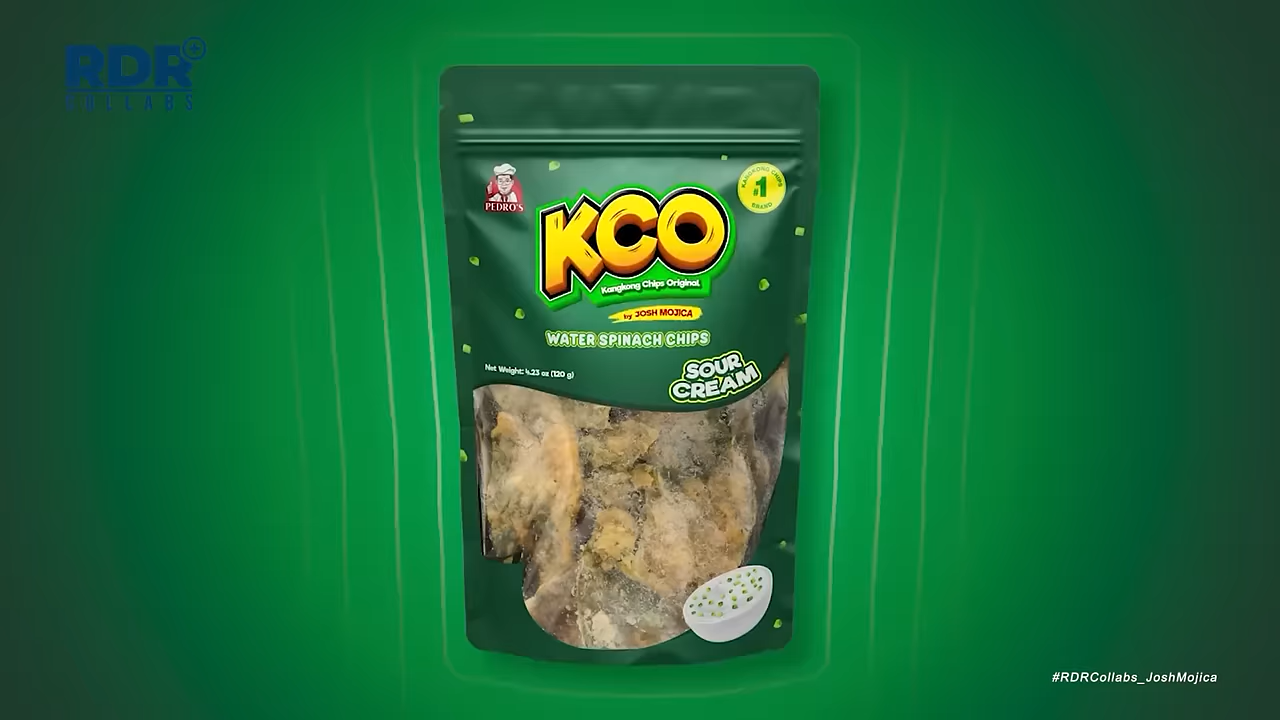 RDR+
COLLABS
PEDRO'S
KANGKONG CHIPS
#1
BRAND
KCO
Kangkong Chips Original
by JOSH MOJICA
WATER SPINACH CHIPS
Net Weight: 4.23 oz (120 g)
SOUR
CREAM
#RDRCollabs_JoshMojica